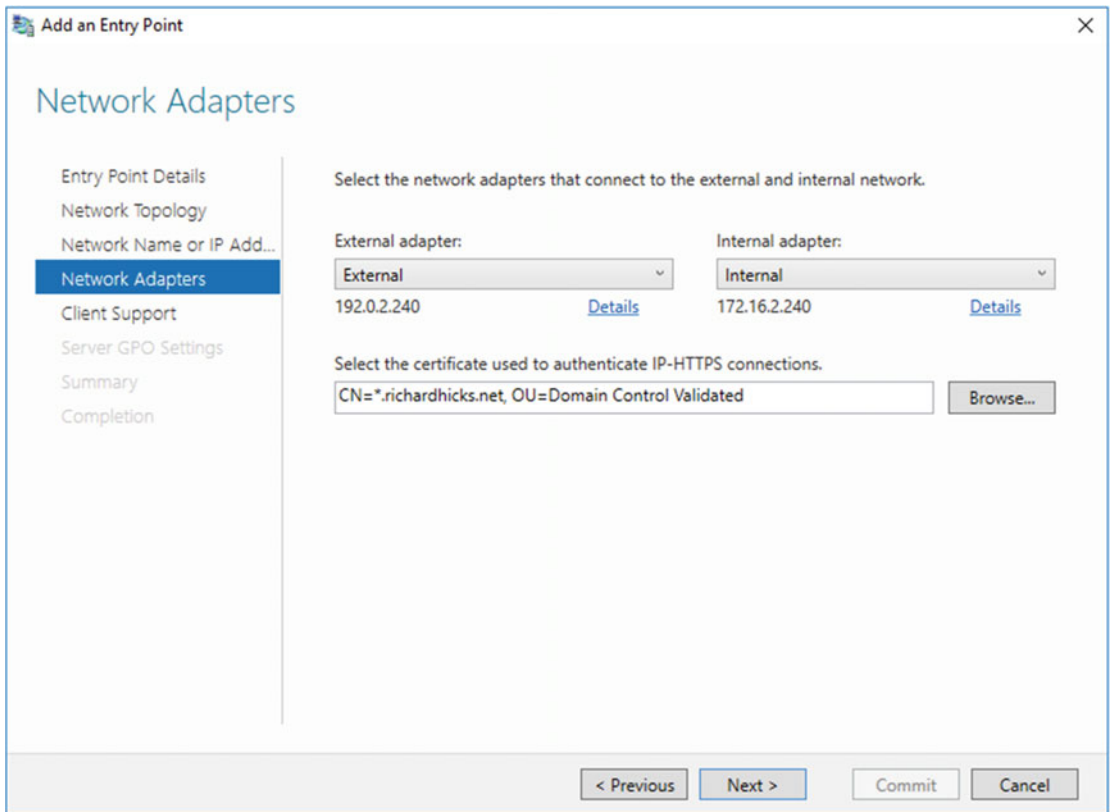 Add an Entry Point
Network Adapters
Entry Point Details
Network Topology
Network Name or IP Add...
Network Adapters
Client Support
Server GPO Settings
Summary
Completion
Select the network adapters that connect to the external and internal network.
External adapter: Internal adapter:
External Internal
192.0.2.240 Details 172.16.2.240 Details
Select the certificate used to authenticate IP-HTTPS connections.
CN=*.richardhicks.net, OU=Domain Control Validated Browse...
< Previous Next > Commit Cancel